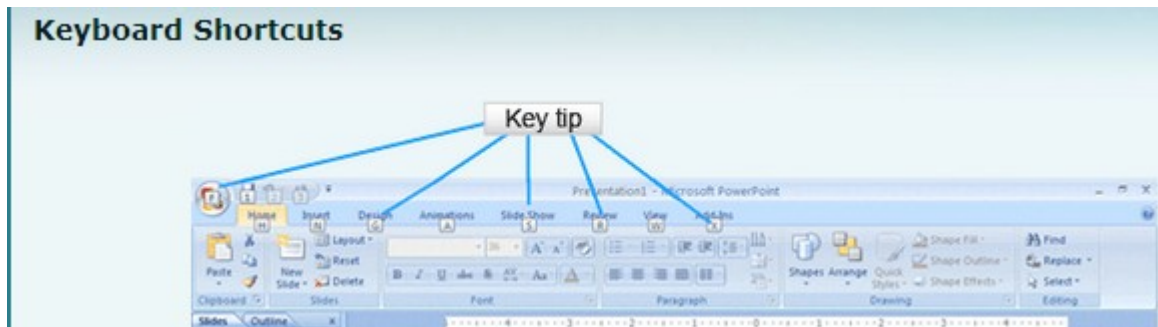 Keyboard Shortcuts
Key tip
Presentation1 - Microsoft PowerPoint
Home Insert Design Animations Slide Show Review View Add-Ins
H N G A S R W X
Layout Shape Fill Find
Reset Shape Outline Replace
Paste New Slide Delete Shapes Arrange Quick Styles Shape Effects Select
Clipboard Slides Font Paragraph Drawing Editing
Slides Outline